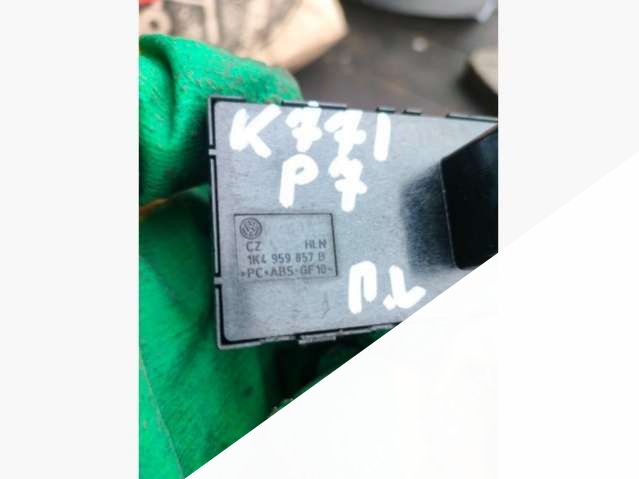 K771
P7
CZ HLN
1K4 959 857 B
>PC+ABS-GF10<
P.L